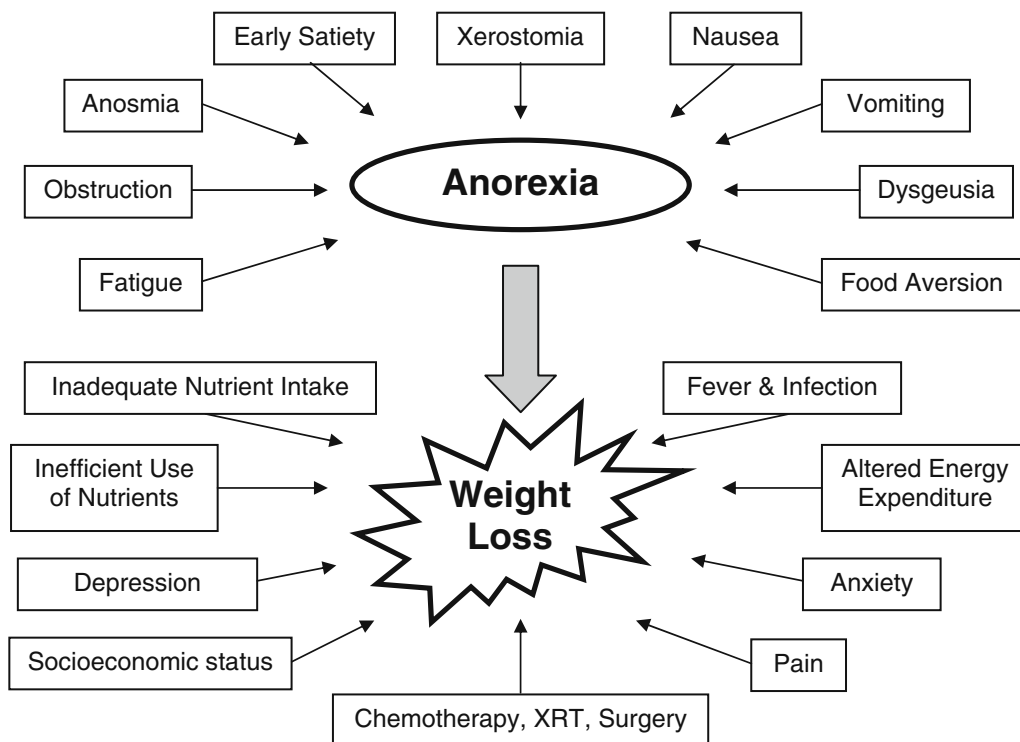 Early Satiety
Xerostomia
Nausea
Anosmia
Vomiting
Anorexia
Obstruction
Dysgeusia
Fatigue
Food Aversion
Inadequate Nutrient Intake
Fever & Infection
Inefficient Use
of Nutrients
Weight
Loss
Altered Energy
Expenditure
Depression
Anxiety
Socioeconomic status
Pain
Chemotherapy, XRT, Surgery